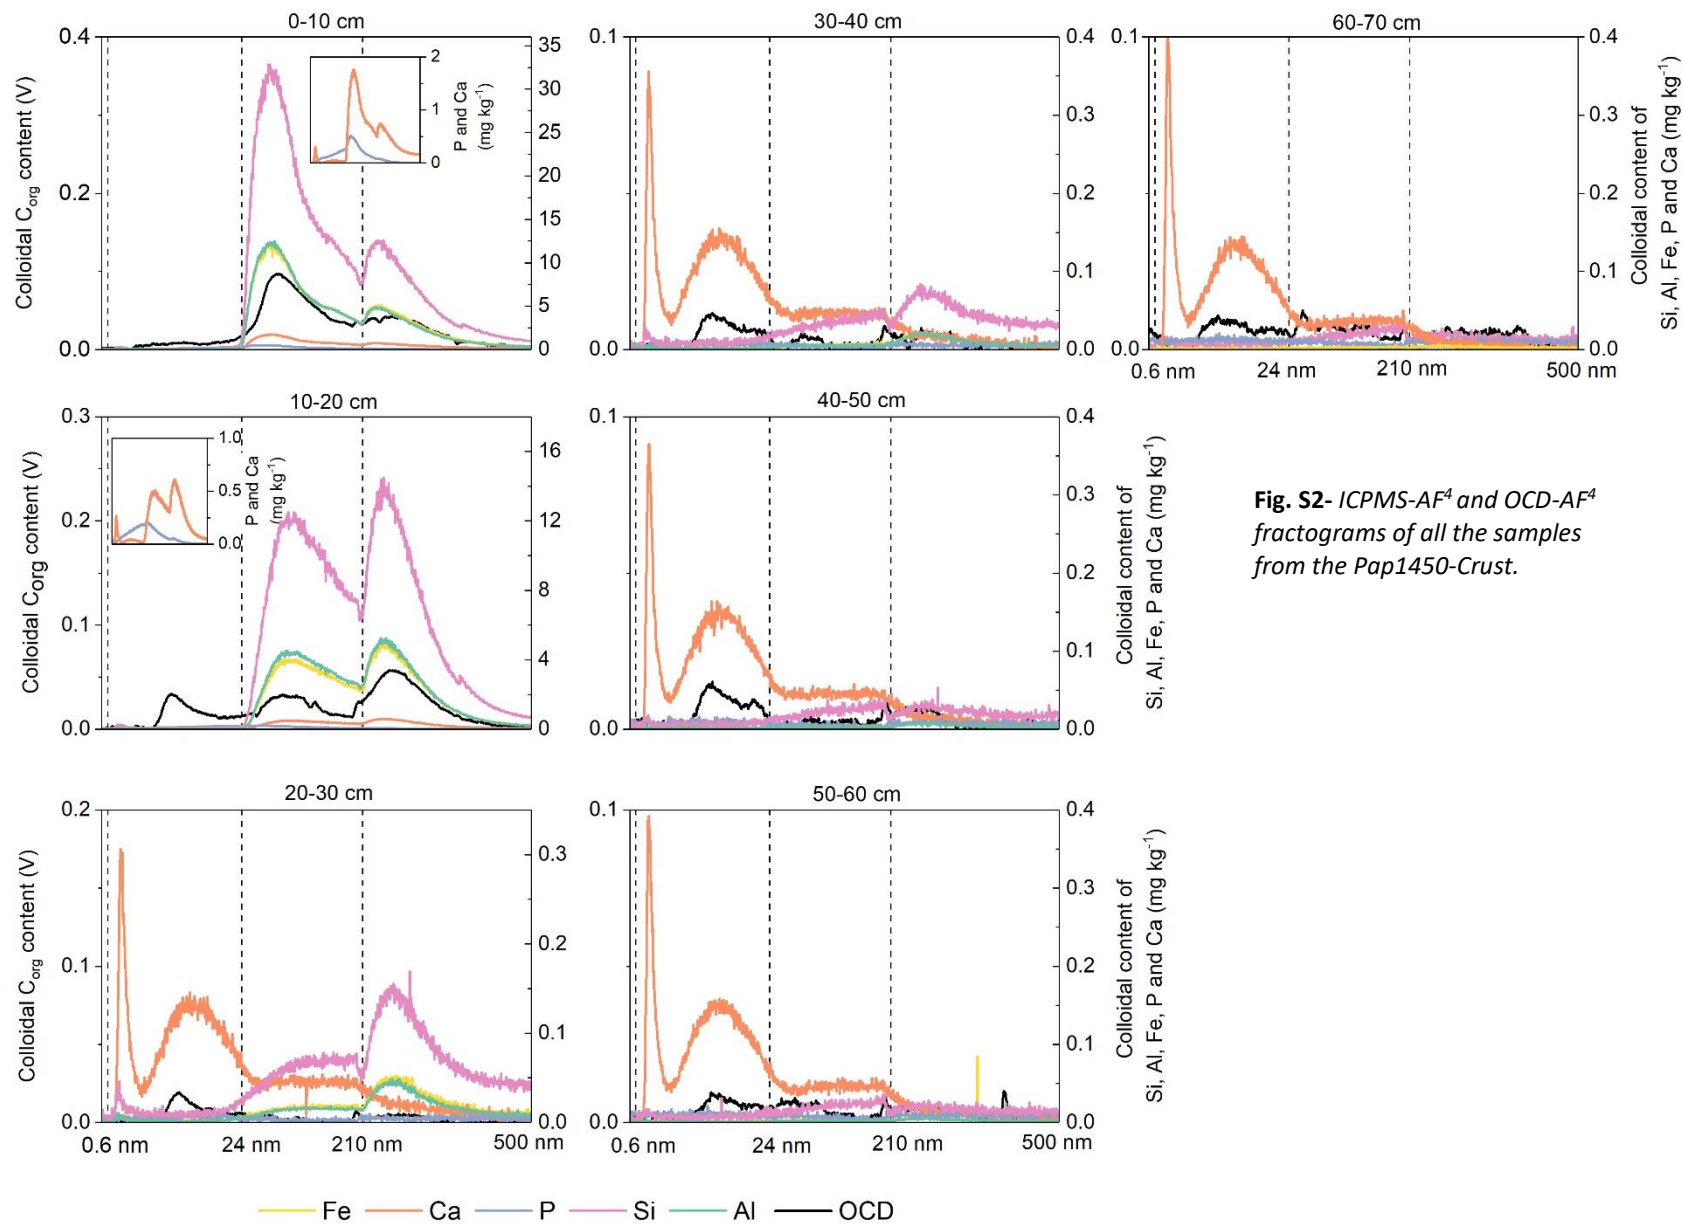 0-10 cm
0.4
0.2
0.0
Colloidal Corg content (V)
35
30
25
20
15
10
5
0
2
1
0
P and Ca
(mg kg-1)
30-40 cm
0.1
0.0
0.4
0.3
0.2
0.1
0.0
60-70 cm
0.1
0.0
0.4
0.3
0.2
0.1
0.0
Colloidal content of
Si, Al, Fe, P and Ca (mg kg-1)
0.6 nm 24 nm 210 nm 500 nm
10-20 cm
0.3
0.2
0.1
0.0
Colloidal Corg content (V)
16
12
8
4
0
1.0
0.5
0.0
P and Ca
(mg kg-1)
40-50 cm
0.1
0.0
0.4
0.3
0.2
0.1
0.0
Colloidal content of
Si, Al, Fe, P and Ca (mg kg-1)
Fig. S2- ICPMS-AF4 and OCD-AF4
fractograms of all the samples
from the Pap1450-Crust.
20-30 cm
0.2
0.1
0.0
Colloidal Corg content (V)
0.3
0.2
0.1
0.0
0.6 nm 24 nm 210 nm 500 nm
50-60 cm
0.1
0.0
0.4
0.3
0.2
0.1
0.0
Colloidal content of
Si, Al, Fe, P and Ca (mg kg-1)
0.6 nm 24 nm 210 nm 500 nm
Fe Ca P Si Al OCD